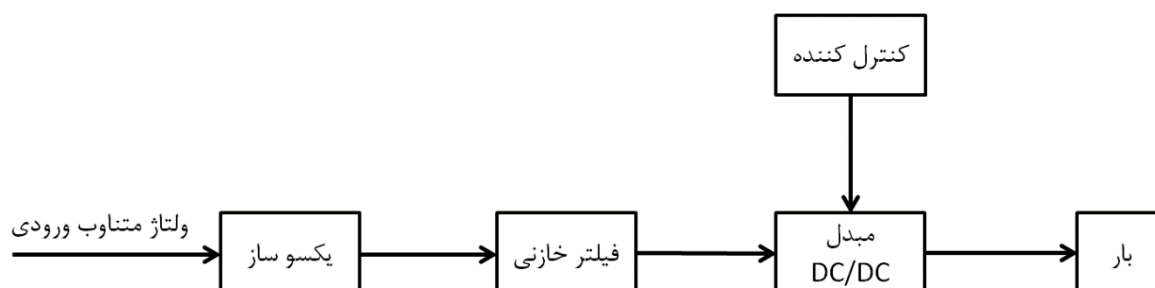 کنترل کننده
ولتاژ متناوب ورودی
یکسو ساز
فیلتر خازنی
مبدل
DC/DC
بار